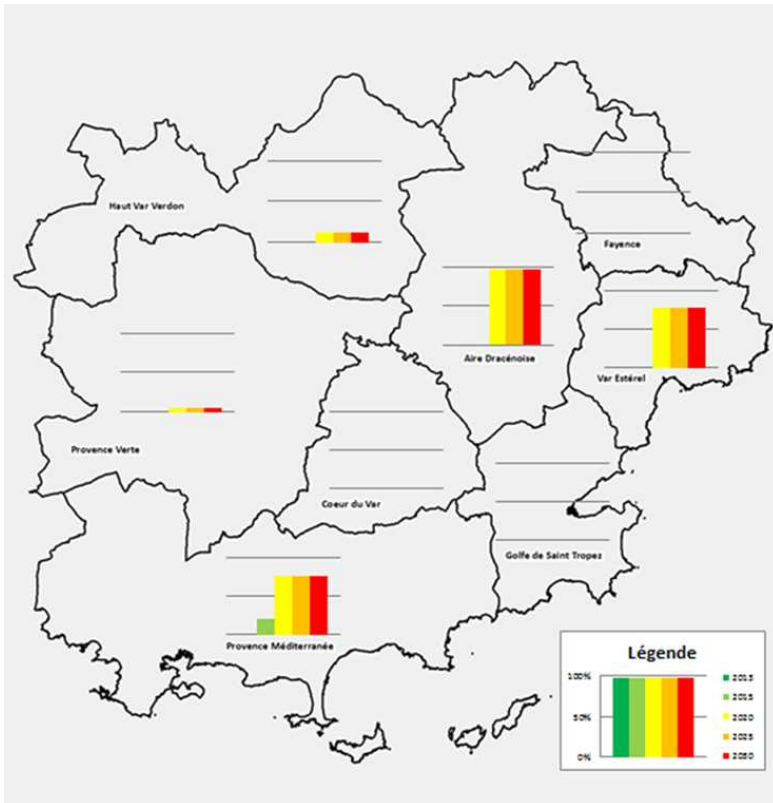 Haut Var Verdon
Fayence
Aire Dracénoise
Var Estérel
Provence Verte
Coeur du Var
Golfe de Saint Tropez
Provence Méditerranée
Légende
100%
50%
0%
2013
2015
2020
2025
2030